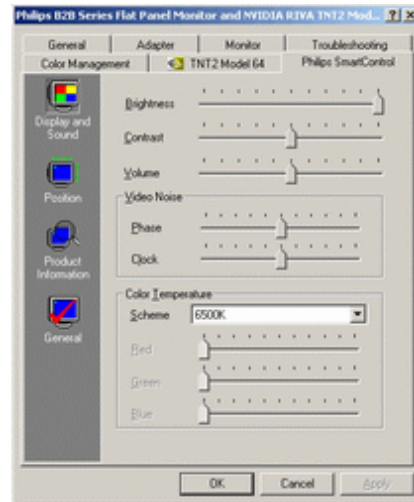 Philips B2B Series Flat Panel Monitor and NVIDIA RIVA TNT2 Mod...
General Adapter Monitor Troubleshooting
Color Management TNT2 Model 64 Philips SmartControl
Display and
Sound
Position
Product
Information
General
Brightness
Contrast
Volume
Video Noise
Phase
Clock
Color Temperature
Scheme 6500K
Red
Green
Blue
OK Cancel Apply